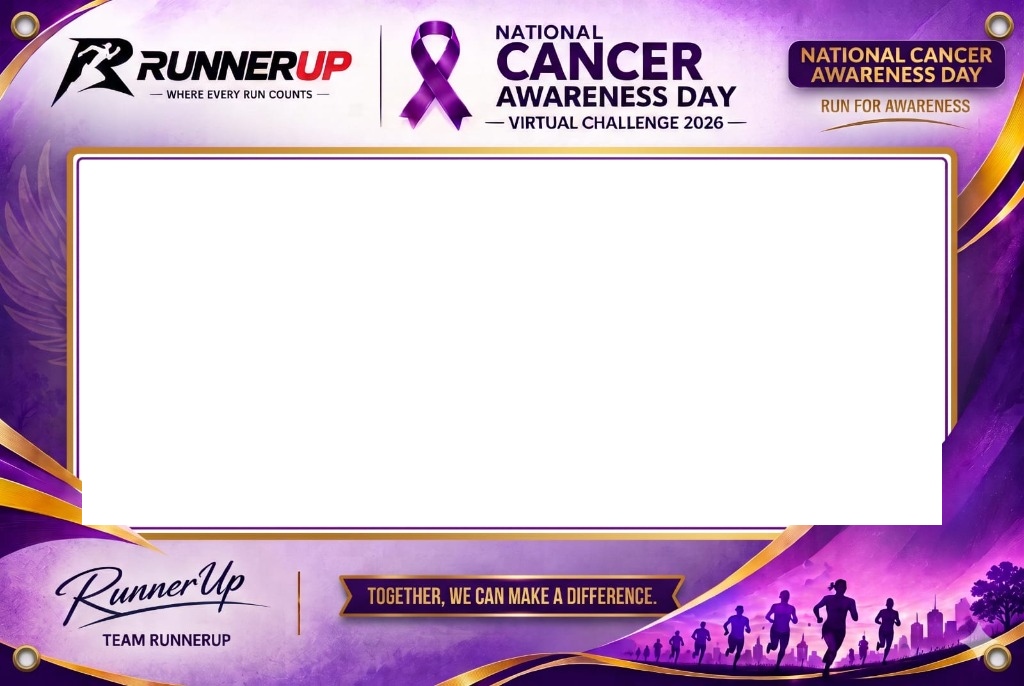 RUNNERUP
— WHERE EVERY RUN COUNTS —
NATIONAL
CANCER
AWARENESS DAY
— VIRTUAL CHALLENGE 2026 —
NATIONAL CANCER
AWARENESS DAY
RUN FOR AWARENESS
RunnerUp
TEAM RUNNERUP
TOGETHER, WE CAN MAKE A DIFFERENCE.